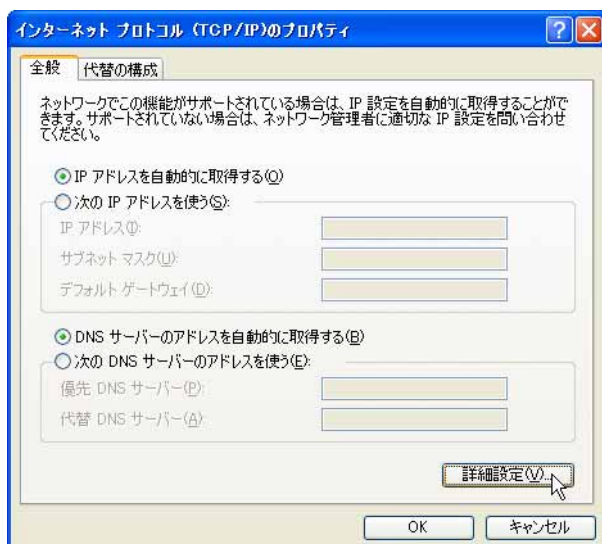 インターネット プロトコル (TCP/IP)のプロパティ
全般
代替の構成
ネットワークでこの機能がサポートされている場合は、IP 設定を自動的に取得することがで
きます。サポートされていない場合は、ネットワーク管理者に適切な IP 設定を問い合わせ
てください。
IP アドレスを自動的に取得する(O)
次の IP アドレスを使う(S):
IP アドレス(I):
サブネット マスク(U):
デフォルト ゲートウェイ(D):
DNS サーバーのアドレスを自動的に取得する(B)
次の DNS サーバーのアドレスを使う(E):
優先 DNS サーバー(P):
代替 DNS サーバー(A):
詳細設定(V)...
OK
キャンセル